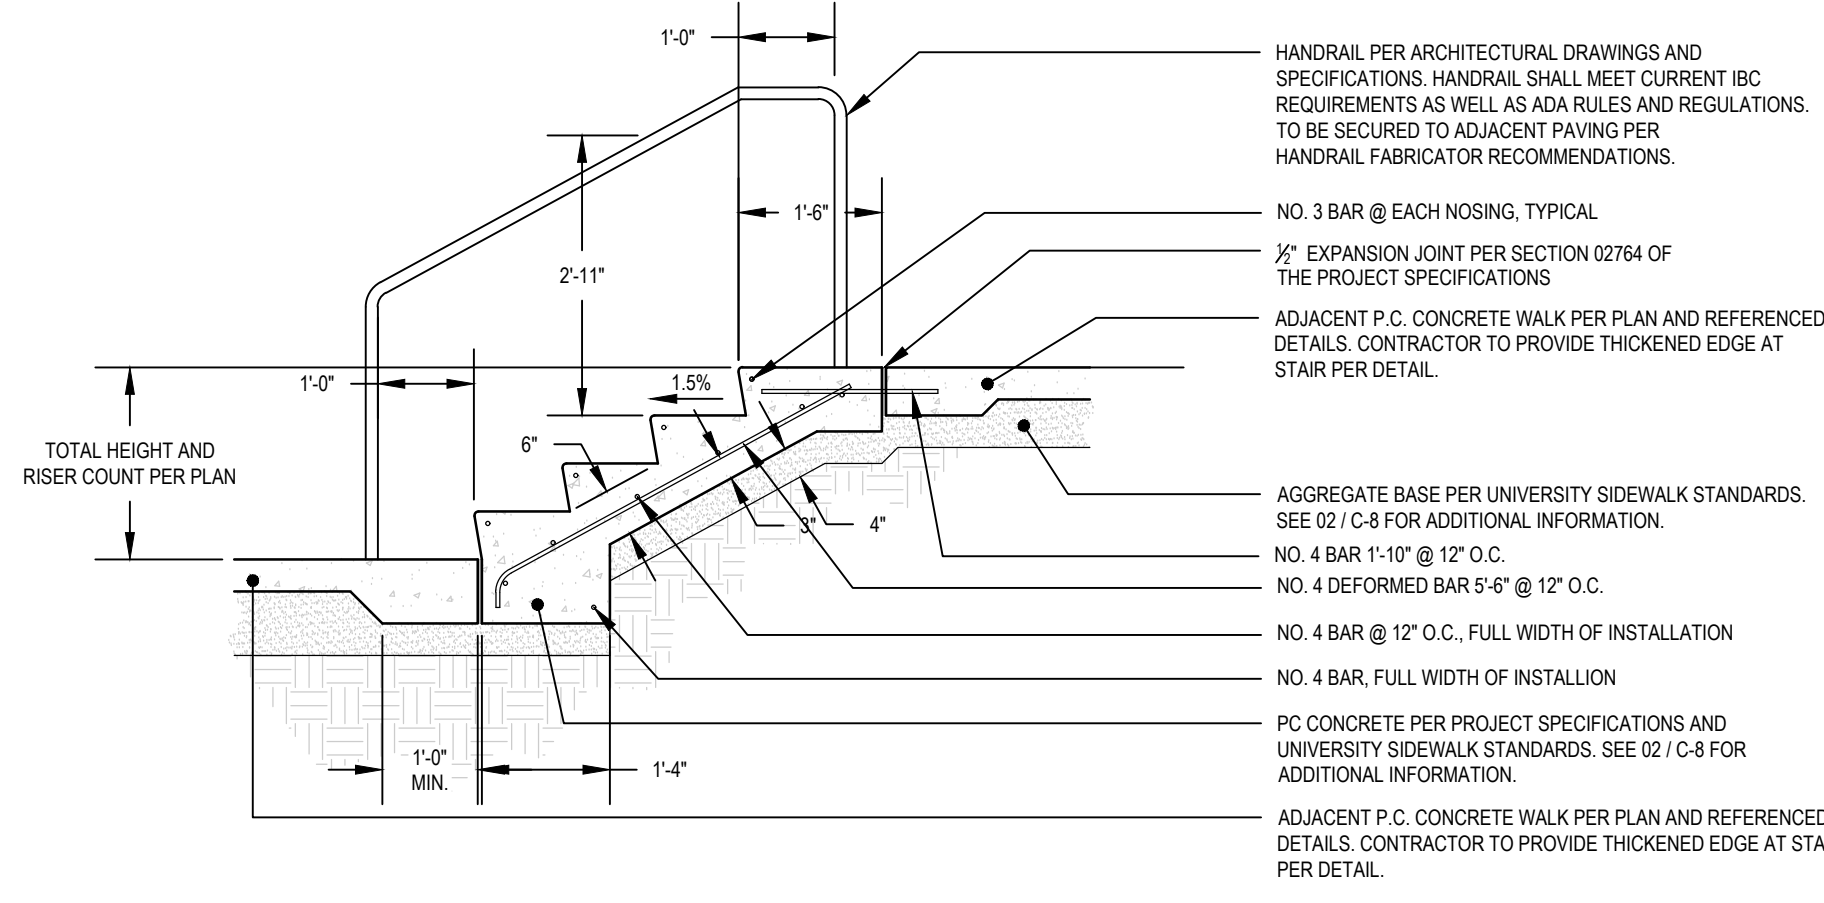 1'-0"
HANDRAIL PER ARCHITECTURAL DRAWINGS AND
SPECIFICATIONS. HANDRAIL SHALL MEET CURRENT IBC
REQUIREMENTS AS WELL AS ADA RULES AND REGULATIONS.
TO BE SECURED TO ADJACENT PAVING PER
HANDRAIL FABRICATOR RECOMMENDATIONS.
1'-6"
NO. 3 BAR @ EACH NOSING, TYPICAL
2'-11"
½" EXPANSION JOINT PER SECTION 02764 OF
THE PROJECT SPECIFICATIONS
ADJACENT P.C. CONCRETE WALK PER PLAN AND REFERENCED
DETAILS. CONTRACTOR TO PROVIDE THICKENED EDGE AT
STAIR PER DETAIL.
1'-0"
1.5%
TOTAL HEIGHT AND
RISER COUNT PER PLAN
6"
3"
4"
AGGREGATE BASE PER UNIVERSITY SIDEWALK STANDARDS.
SEE 02 / C-8 FOR ADDITIONAL INFORMATION.
NO. 4 BAR 1'-10" @ 12" O.C.
NO. 4 DEFORMED BAR 5'-6" @ 12" O.C.
NO. 4 BAR @ 12" O.C., FULL WIDTH OF INSTALLATION
NO. 4 BAR, FULL WIDTH OF INSTALLION
PC CONCRETE PER PROJECT SPECIFICATIONS AND
UNIVERSITY SIDEWALK STANDARDS. SEE 02 / C-8 FOR
ADDITIONAL INFORMATION.
1'-0"
MIN.
1'-4"
ADJACENT P.C. CONCRETE WALK PER PLAN AND REFERENCED
DETAILS. CONTRACTOR TO PROVIDE THICKENED EDGE AT STA
PER DETAIL.